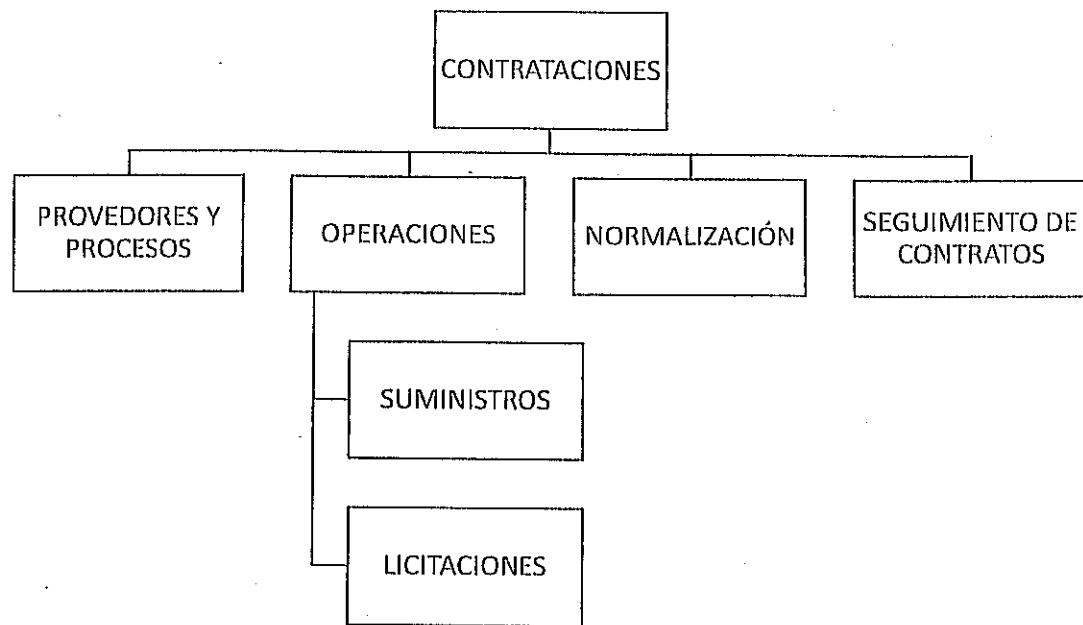 CONTRATACIONES
PROVEDORES Y
PROCESOS
OPERACIONES
NORMALIZACIÓN
SEGUIMIENTO DE
CONTRATOS
SUMINISTROS
LICITACIONES